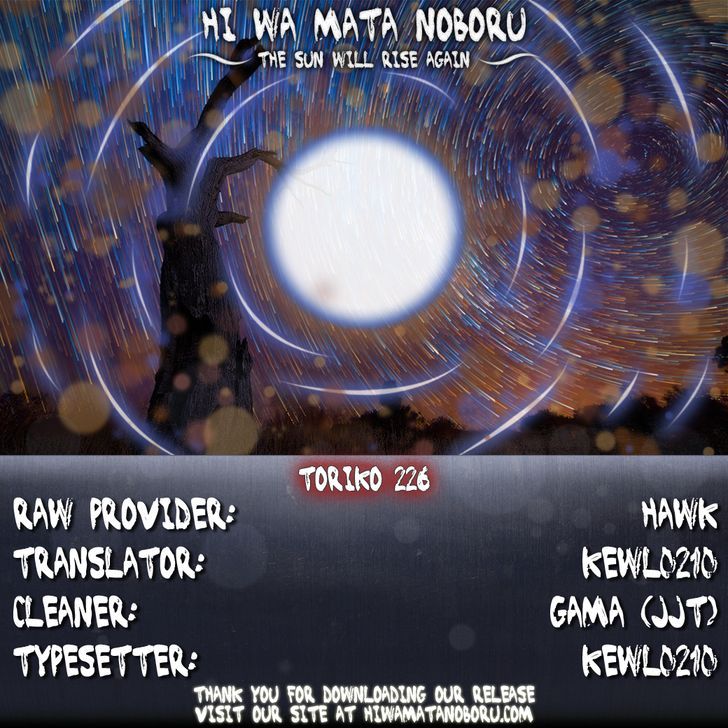 HI WA MATA NOBORU
THE SUN WILL RISE AGAIN
TORIKO 226
RAW PROVIDER: HAWK
TRANSLATOR: KEWL0210
CLEANER: GAMA (JJT)
TYPESETTER: KEWL0210
THANK YOU FOR DOWNLOADING OUR RELEASE
VISIT OUR SITE AT HIWAMATANOBORU.COM